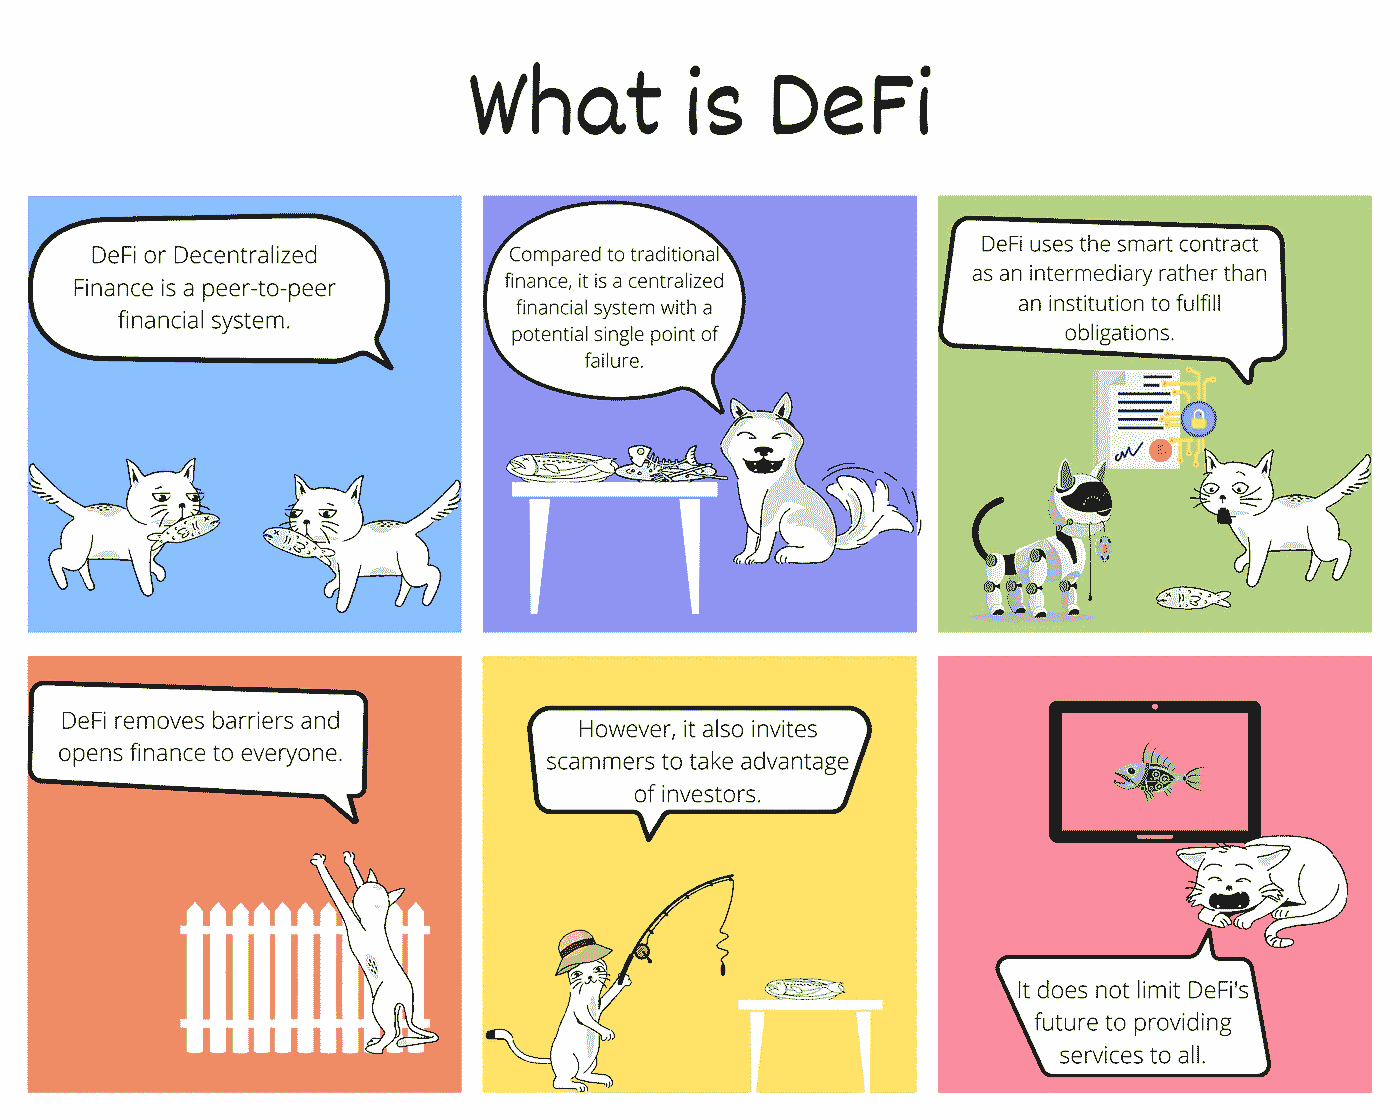 What is DeFi
DeFi or Decentralized
Finance is a peer-to-peer
financial system.
Compared to traditional
finance, it is a centralized
financial system with a
potential single point of
failure.
DeFi uses the smart contract
as an intermediary rather than
an institution to fulfill
obligations.
DeFi removes barriers and
opens finance to everyone.
However, it also invites
scammers to take advantage
of investors.
It does not limit DeFi's
future to providing
services to all.